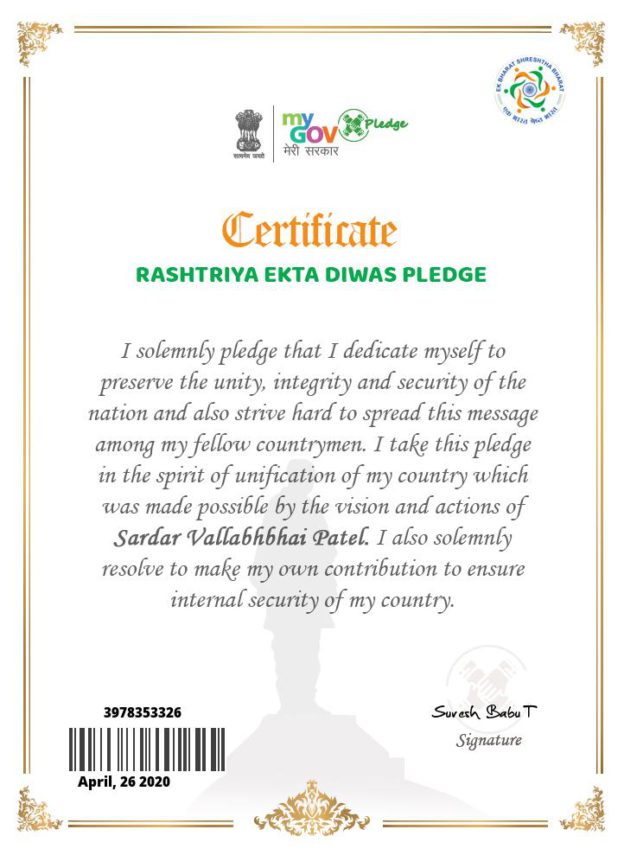 EK BHARAT SHRESHTHA BHARAT
एक भारत श्रेष्ठ भारत
सत्यमेव जयते
my
GOV
मेरी सरकार
Pledge
Certificate
RASHTRIYA EKTA DIWAS PLEDGE
I solemnly pledge that I dedicate myself to
preserve the unity, integrity and security of the
nation and also strive hard to spread this message
among my fellow countrymen. I take this pledge
in the spirit of unification of my country which
was made possible by the vision and actions of
Sardar Vallabhbhai Patel. I also solemnly
resolve to make my own contribution to ensure
internal security of my country.
3978353326
April, 26 2020
Suresh Babu T
Signature